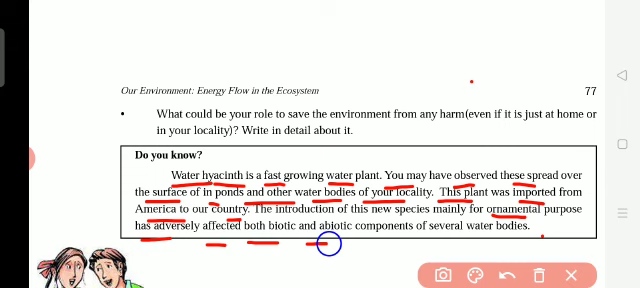 Our Environment: Energy Flow in the Ecosystem 77
• What could be your role to save the environment from any harm(even if it is just at home or
in your locality)? Write in detail about it.
Do you know?
Water hyacinth is a fast growing water plant. You may have observed these spread over
the surface of in ponds and other water bodies of your locality. This plant was imported from
America to our country. The introduction of this new species mainly for ornamental purpose
has adversely affected both biotic and abiotic components of several water bodies.